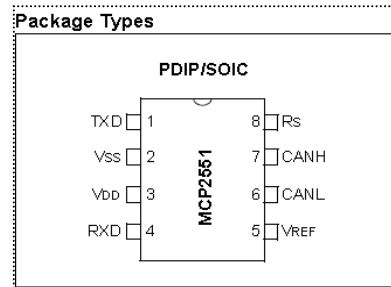 Package Types
PDIP/SOIC
TXD 1 8 RS
VSS 2 7 CANH
VDD 3 6 CANL
RXD 4 5 VREF
MCP2551